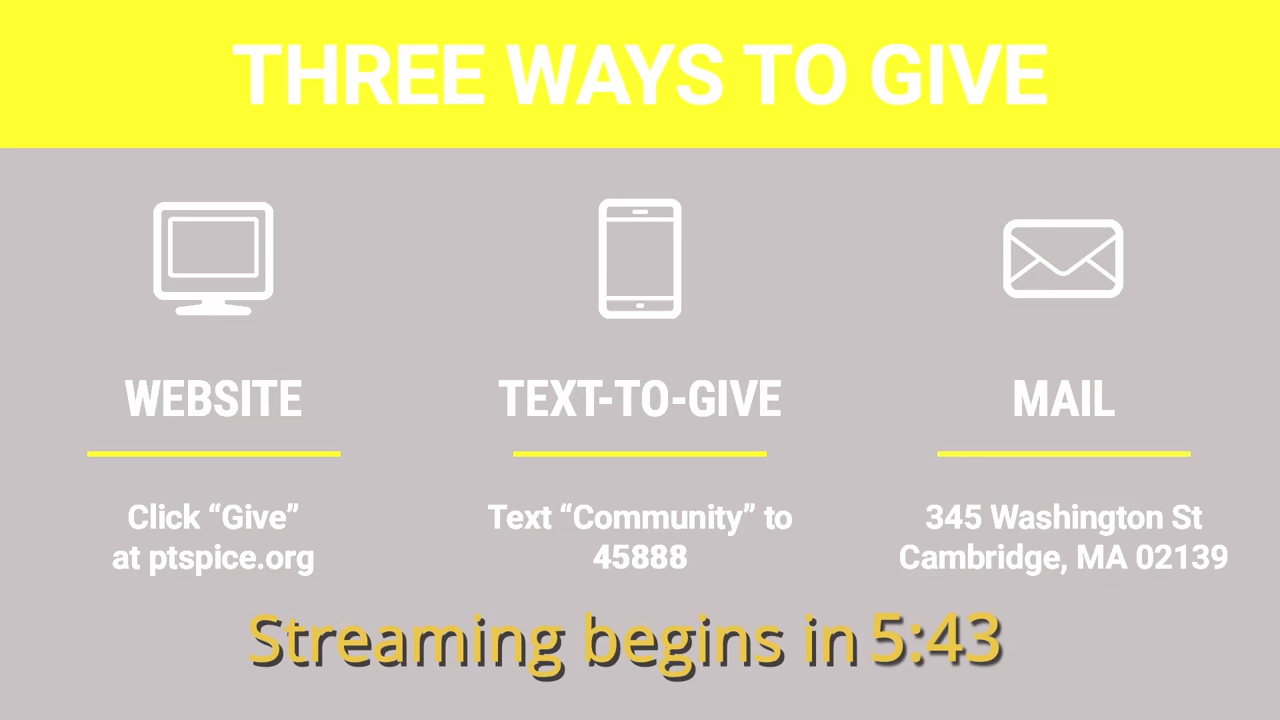 THREE WAYS TO GIVE
WEBSITE
Click “Give”
at ptspice.org
TEXT-TO-GIVE
Text “Community” to
45888
MAIL
345 Washington St
Cambridge, MA 02139
Streaming begins in 5:43